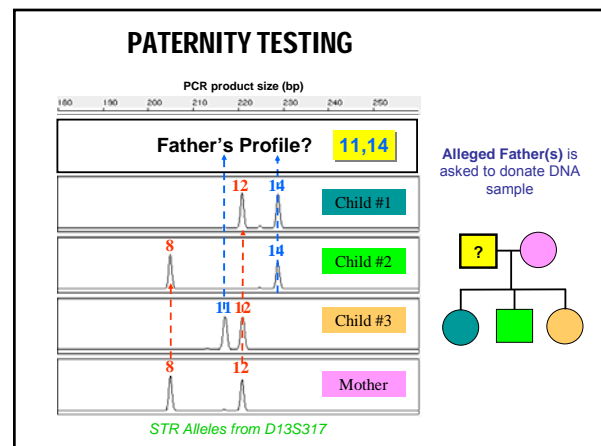 PATERNITY TESTING
PCR product size (bp)
180 190 200 210 220 230 240 250
Father's Profile? 11,14
12 14
Child #1
8 14
Child #2
11 12
Child #3
8 12
Mother
STR Alleles from D13S317
Alleged Father(s) is
asked to donate DNA
sample
?